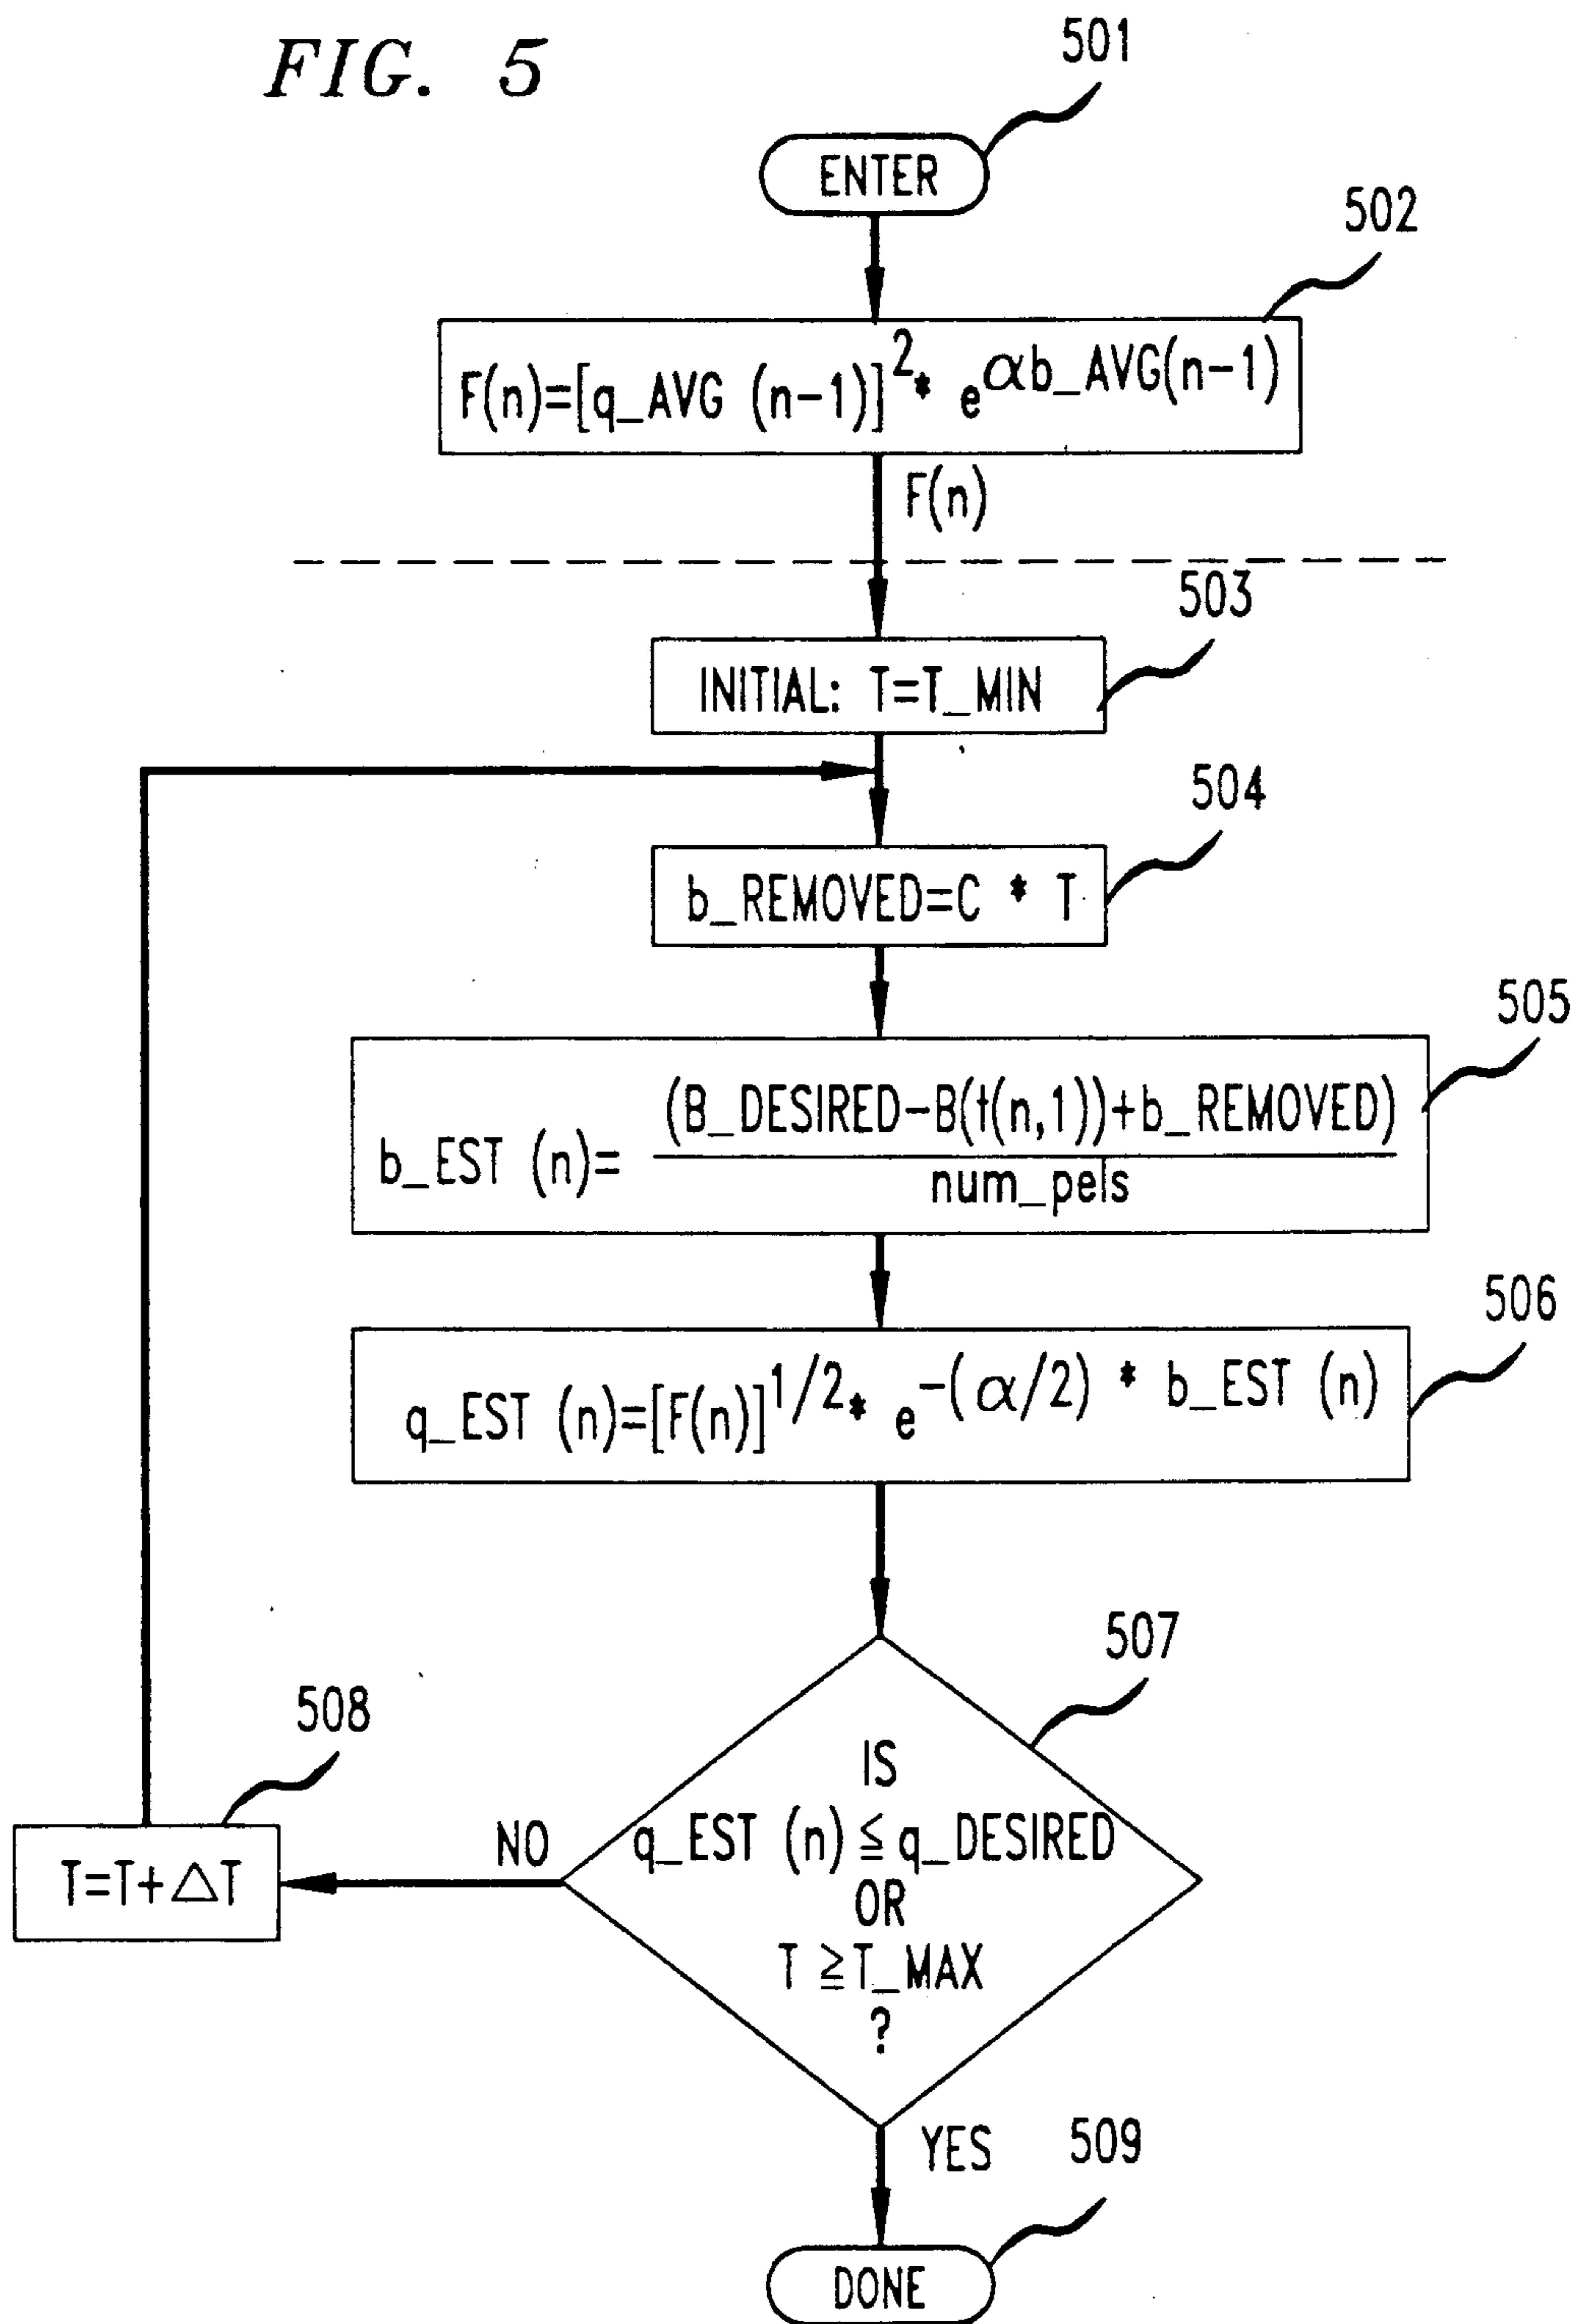 FIG. 5
501
ENTER
502
F(n)=[q_AVG (n-1)]² * e^αb_AVG(n-1)
F(n)
503
INITIAL: T=T_MIN
504
b_REMOVED=C * T
505
b_EST (n)= (B_DESIRED-B(t(n,1))+b_REMOVED)
num_pels
506
q_EST (n)=[F(n)]^1/2 * e^-(α/2) * b_EST (n)
507
508
IS
NO
q_EST (n) ≦ q_DESIRED
T=T+ΔT
OR
T ≧ T_MAX
?
YES
509
DONE